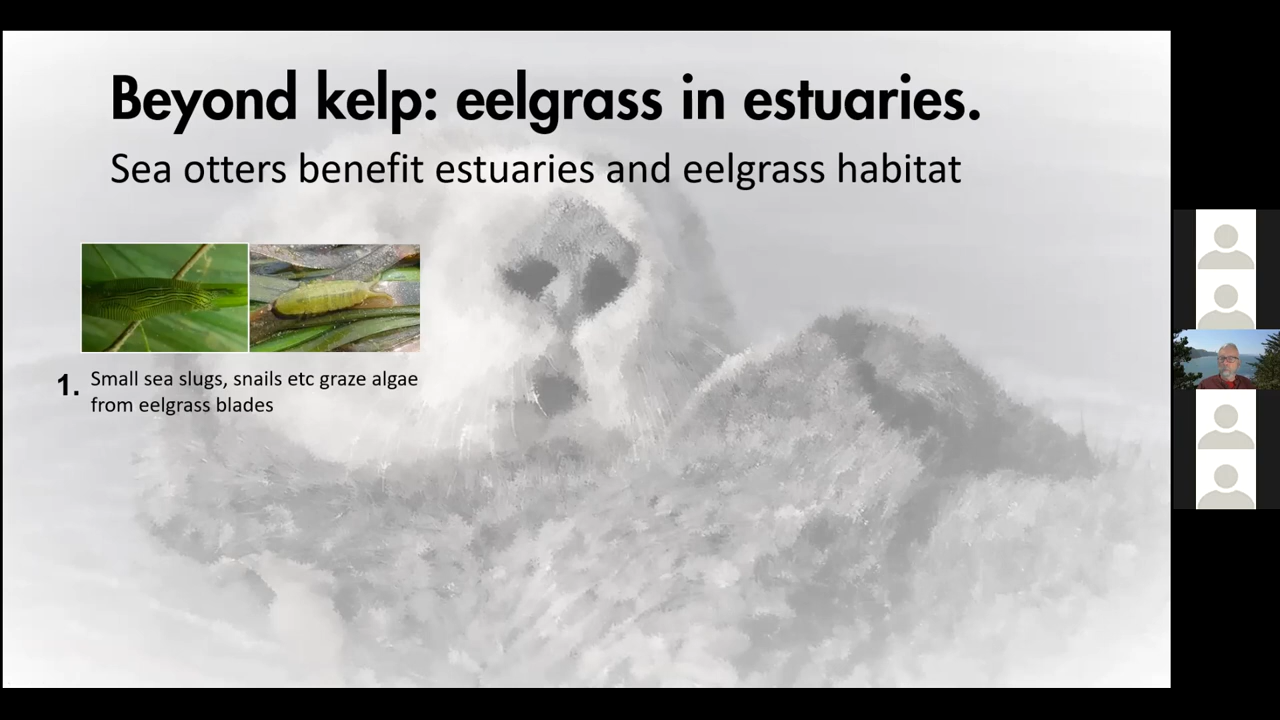 Beyond kelp: eelgrass in estuaries.
Sea otters benefit estuaries and eelgrass habitat
1. Small sea slugs, snails etc graze algae
from eelgrass blades